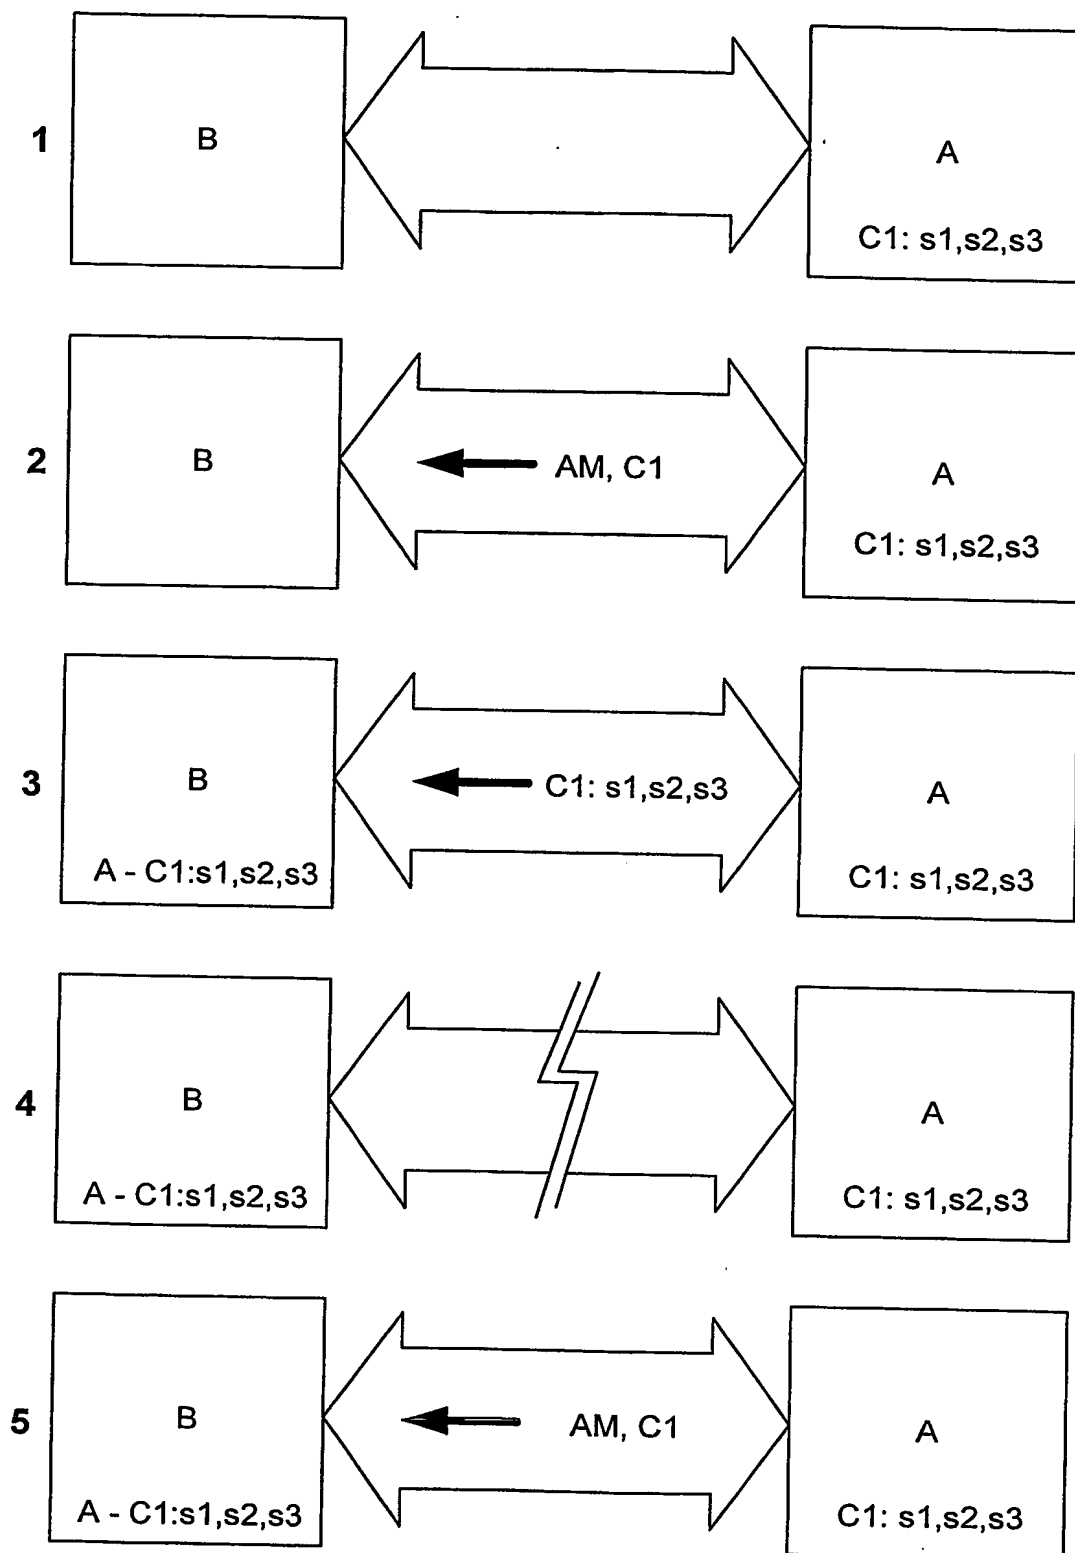 1
B
A
C1: s1,s2,s3
2
B
AM, C1
A
C1: s1,s2,s3
3
B
C1: s1,s2,s3
A
A - C1:s1,s2,s3
C1: s1,s2,s3
4
B
A
A - C1:s1,s2,s3
C1: s1,s2,s3
5
B
AM, C1
A
A - C1:s1,s2,s3
C1: s1,s2,s3